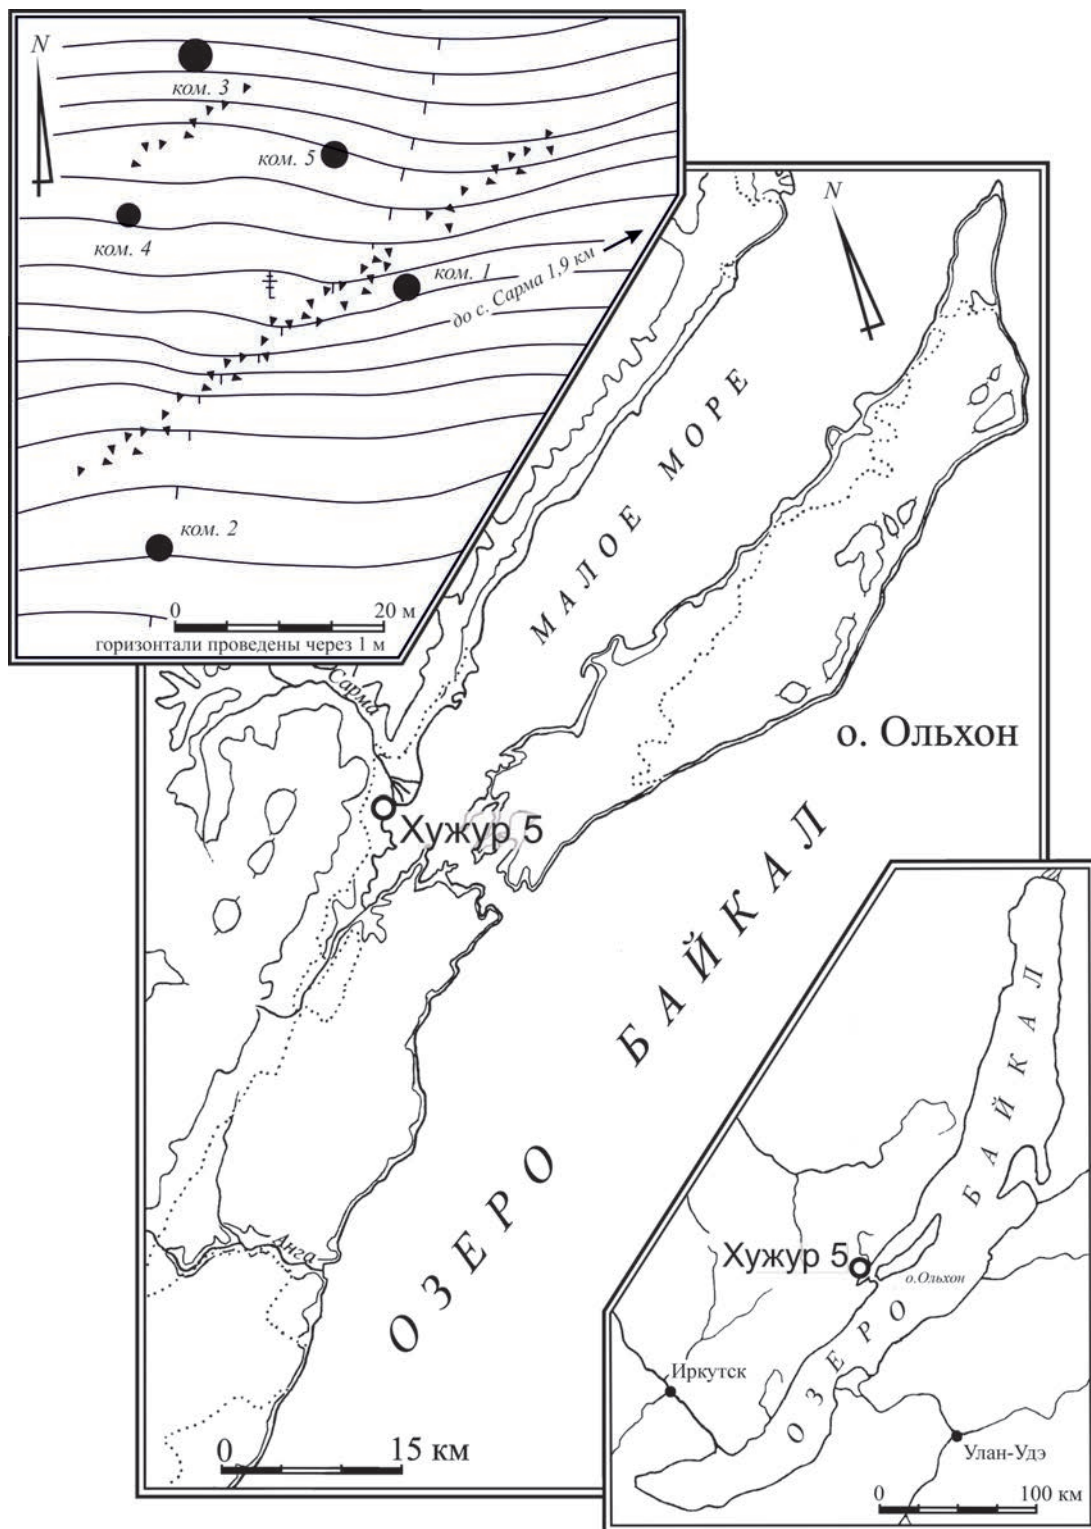 N
ком. 3
ком. 5
ком. 4
ком. 1
до с. Сарма 1,9 км
ком. 2
0 20 м
горизонтали проведены через 1 м
N
МАЛОЕ МОРЕ
Сарма
о. Ольхон
Хужур 5
ОЗЕРО БАЙКАЛ
Анга
0 15 км
ОЗЕРО БАЙКАЛ
Хужур 5
о.Ольхон
Иркутск
Улан-Удэ
0 100 км